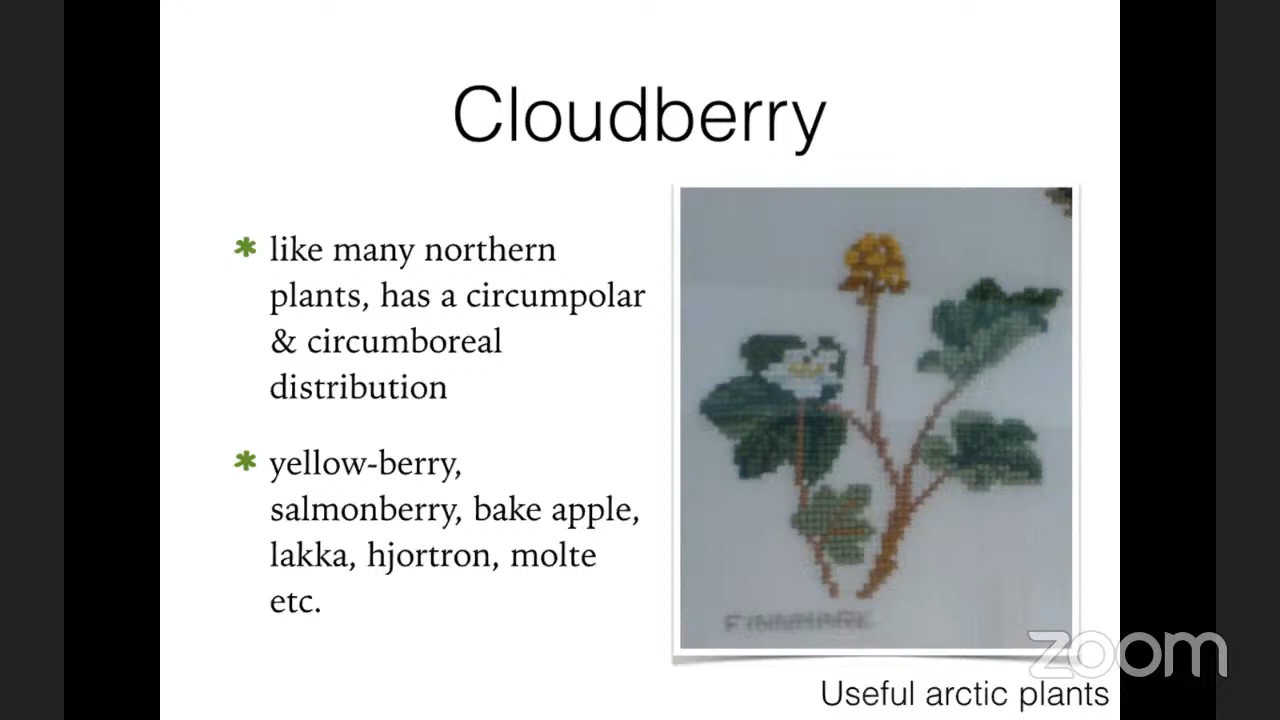 Cloudberry
* like many northern
plants, has a circumpolar
& circumboreal
distribution
* yellow-berry,
salmonberry, bake apple,
lakka, hjortron, molte
etc.
FINNMARK
zoom
Useful arctic plants